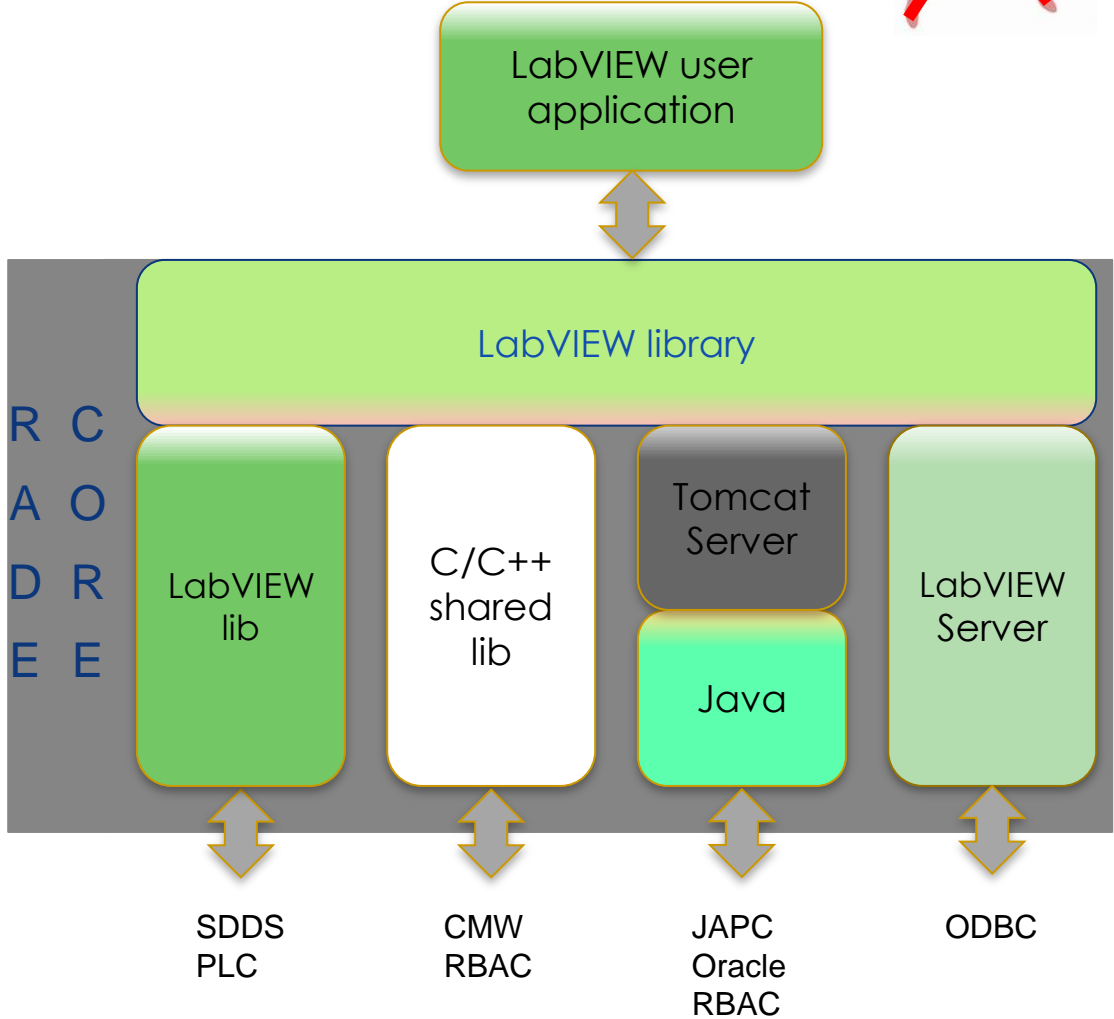 LabVIEW user
application
LabVIEW library
R C
A O
D R
E E
LabVIEW
lib
C/C++
shared
lib
Tomcat
Server
Java
LabVIEW
Server
SDDS
PLC
CMW
RBAC
JAPC
Oracle
RBAC
ODBC